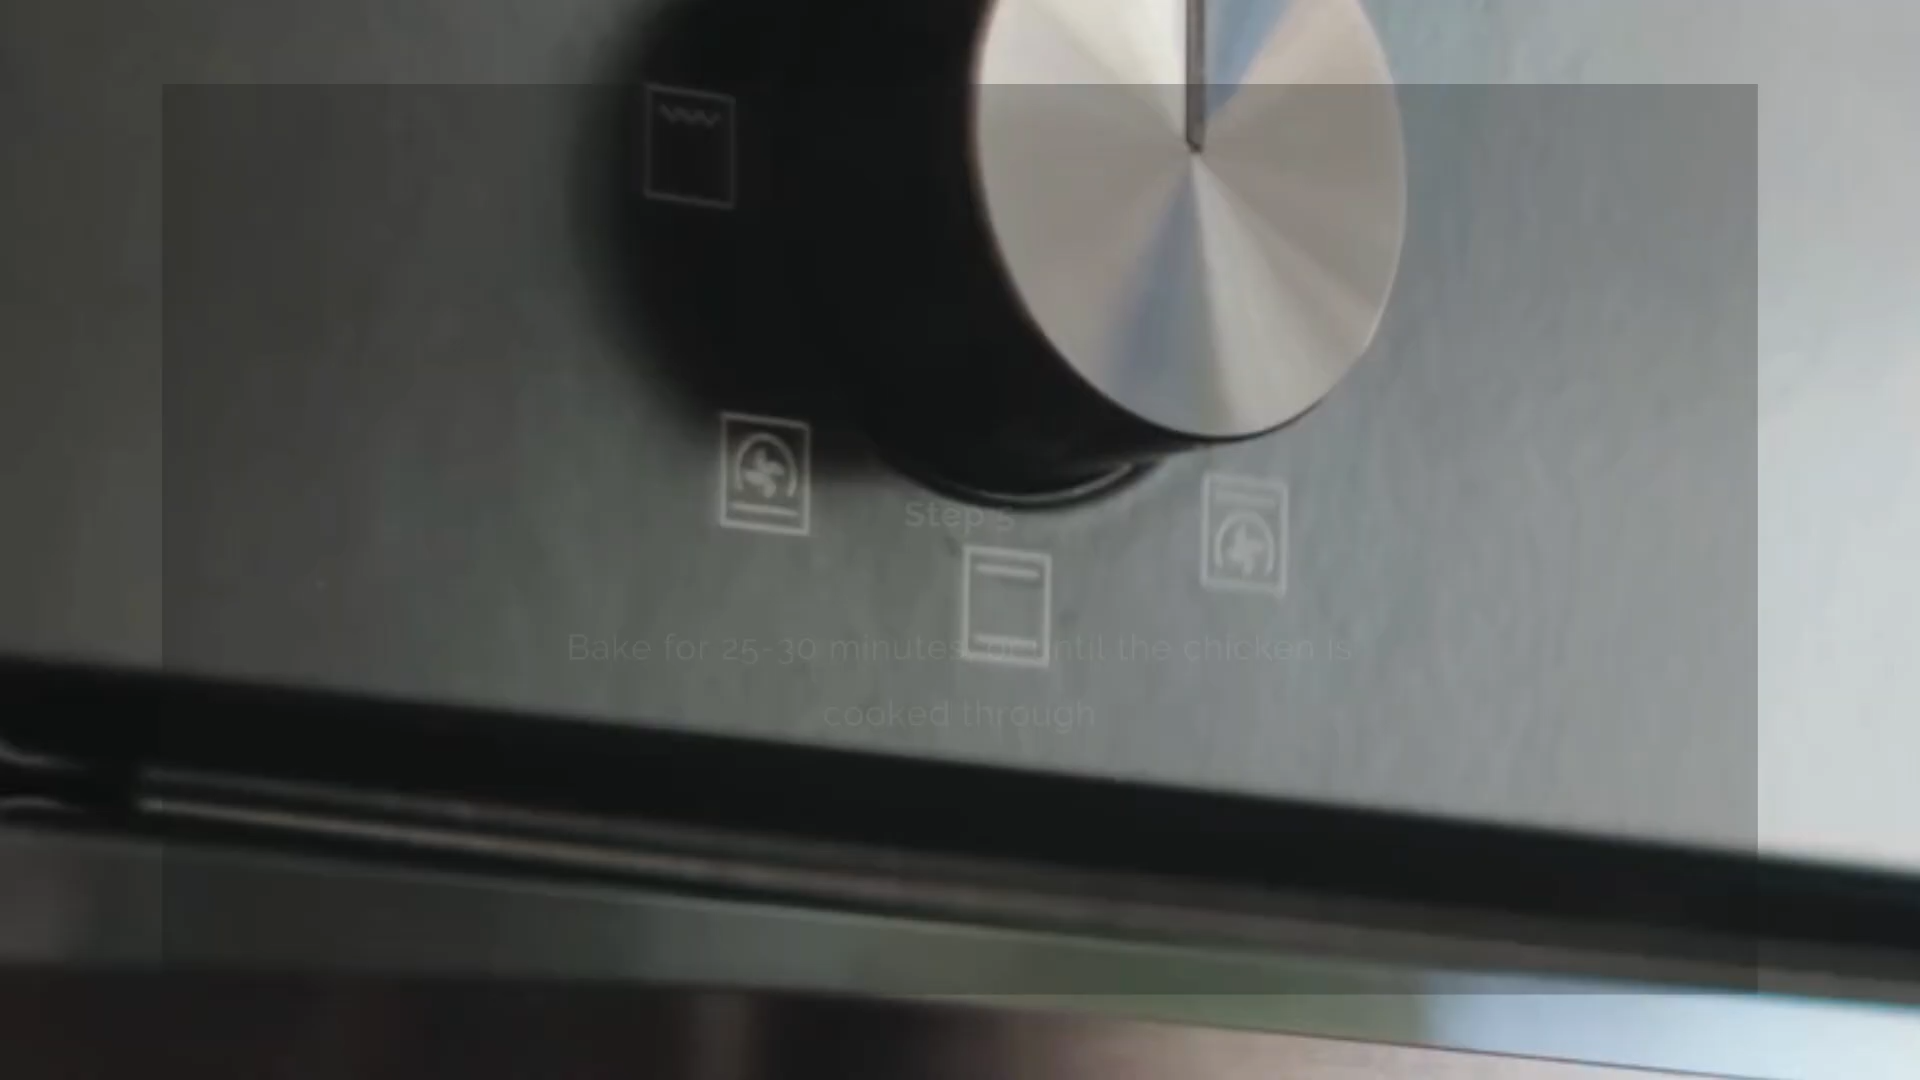 Step 5
Bake for 25-30 minutes, or until the chicken is
cooked through